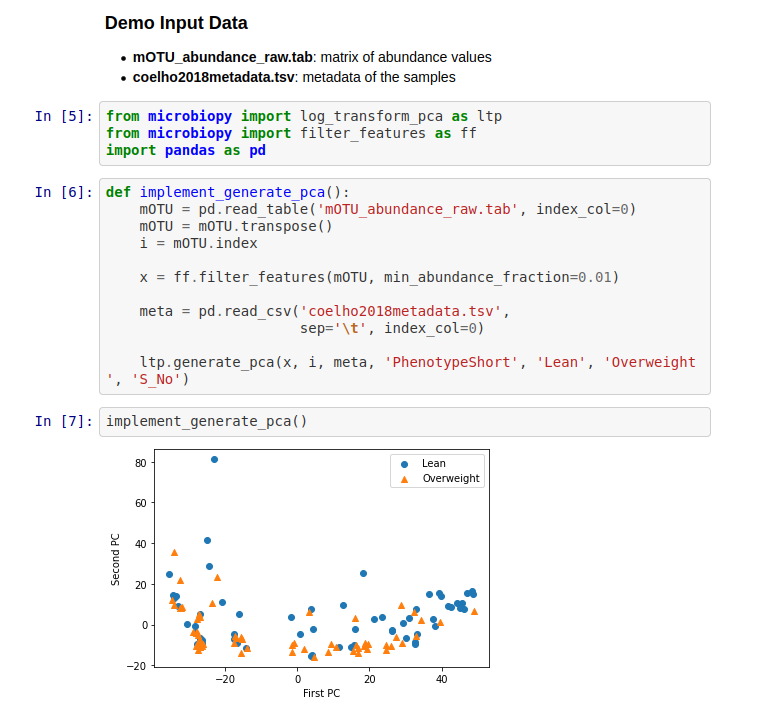 Demo Input Data
• mOTU_abundance_raw.tab: matrix of abundance values
• coelho2018metadata.tsv: metadata of the samples
In [5]: from microbiopy import log_transform_pca as ltp
from microbiopy import filter_features as ff
import pandas as pd
In [6]: def implement_generate_pca():
mOTU = pd.read_table('mOTU_abundance_raw.tab', index_col=0)
mOTU = mOTU.transpose()
i = mOTU.index
x = ff.filter_features(mOTU, min_abundance_fraction=0.01)
meta = pd.read_csv('coelho2018metadata.tsv',
sep='\t', index_col=0)
ltp.generate_pca(x, i, meta, 'PhenotypeShort', 'Lean', 'Overweight
', 'S_No')
In [7]: implement_generate_pca()
Lean
Overweight
80
60
40
20
0
−20
Second PC
−20 0 20 40
First PC